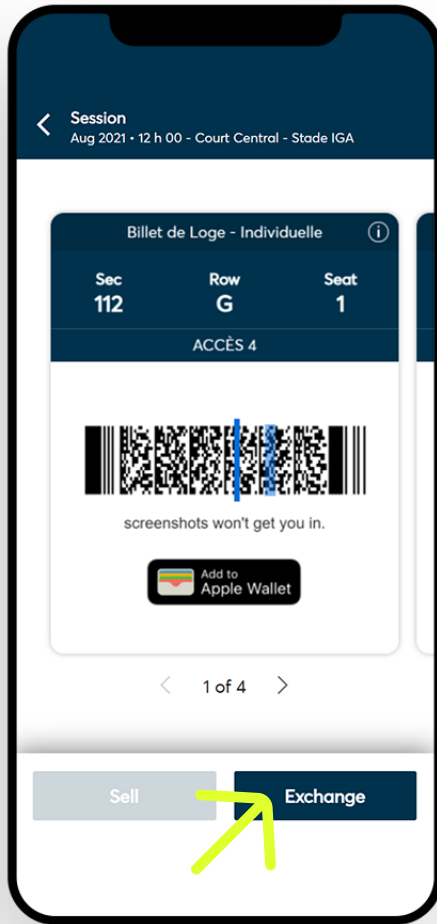 Session
Aug 2021 • 12 h 00 - Court Central - Stade IGA
Billet de Loge - Individuelle
Sec Row Seat
112 G 1
ACCÈS 4
screenshots won't get you in.
Add to
Apple Wallet
1 of 4
Sell Exchange